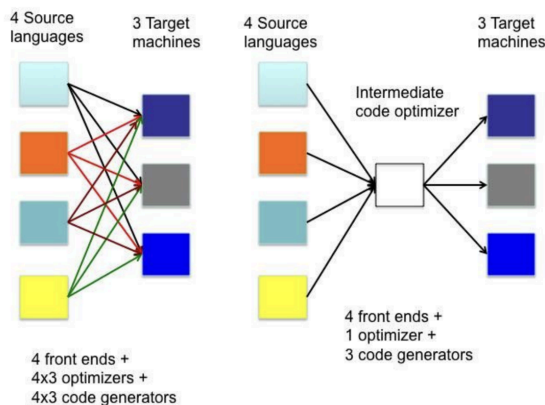 4 Source
languages
3 Target
machines
4 front ends +
4x3 optimizers +
4x3 code generators
4 Source
languages
3 Target
machines
Intermediate
code optimizer
4 front ends +
1 optimizer +
3 code generators